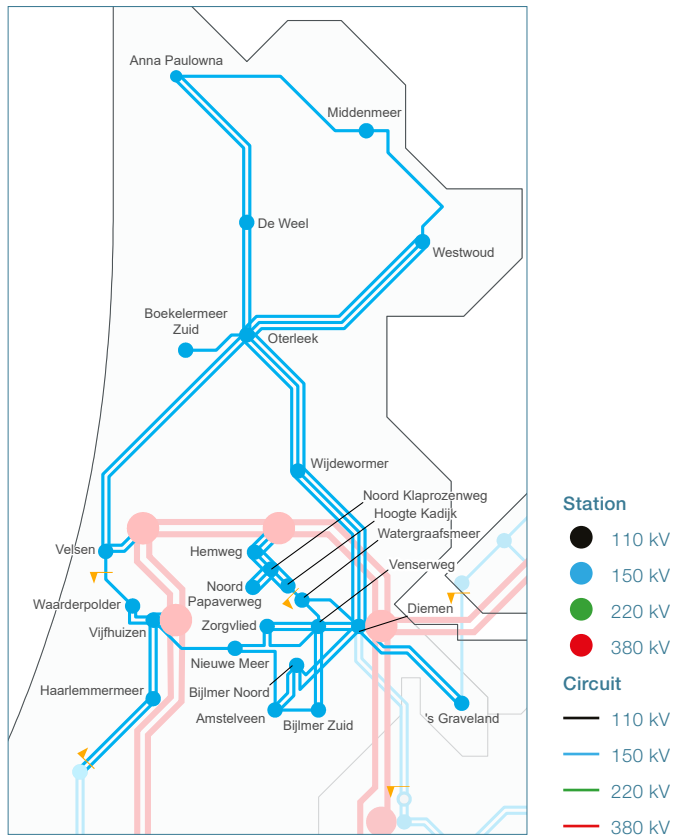 Anna Paulowna
Middenmeer
De Weel
Westwoud
Boekelermeer
Zuid
Oterleek
Wijdewormer
Noord Klaprozenweg
Hoogte Kadijk
Watergraafsmeer
Venserweg
Velsen
Hemweg
Noord
Papaverweg
Waarderpolder
Vijfhuizen
Zorgvlied
Diemen
Nieuwe Meer
Haarlemmermeer
Bijlmer Noord
Amstelveen
Bijlmer Zuid
's Graveland
Station
110 kV
150 kV
220 kV
380 kV
Circuit
110 kV
150 kV
220 kV
380 kV